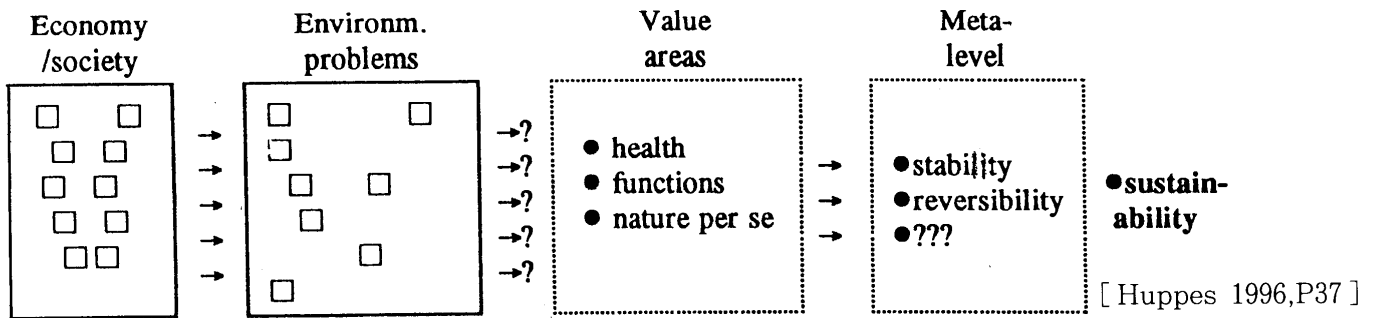 Economy
/society
Environm.
problems
Value
areas
Meta-
level
→?
→?
→?
→?
→?
● health
● functions
● nature per se
●stability
●reversibility
●???
●sustain-
ability
[ Huppes 1996,P37 ]